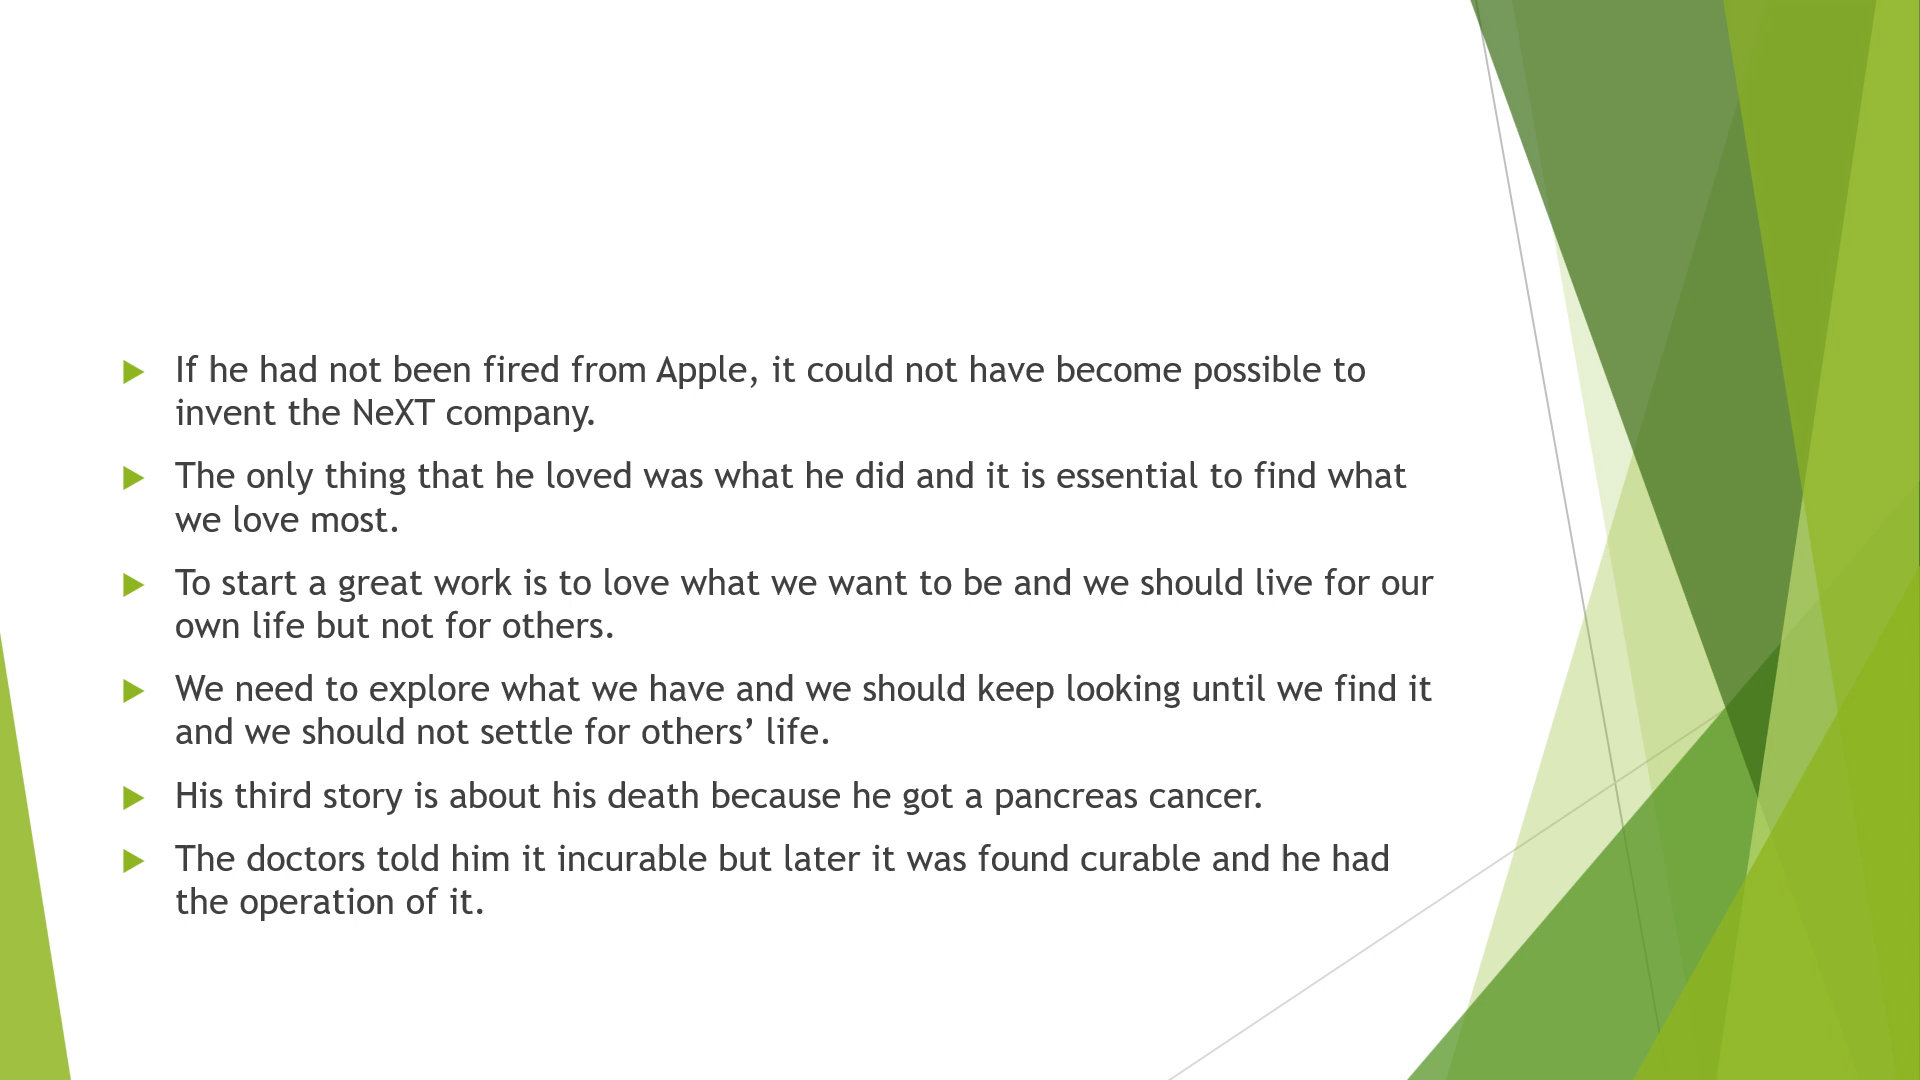 If he had not been fired from Apple, it could not have become possible to
invent the NeXT company.
The only thing that he loved was what he did and it is essential to find what
we love most.
To start a great work is to love what we want to be and we should live for our
own life but not for others.
We need to explore what we have and we should keep looking until we find it
and we should not settle for others’ life.
His third story is about his death because he got a pancreas cancer.
The doctors told him it incurable but later it was found curable and he had
the operation of it.